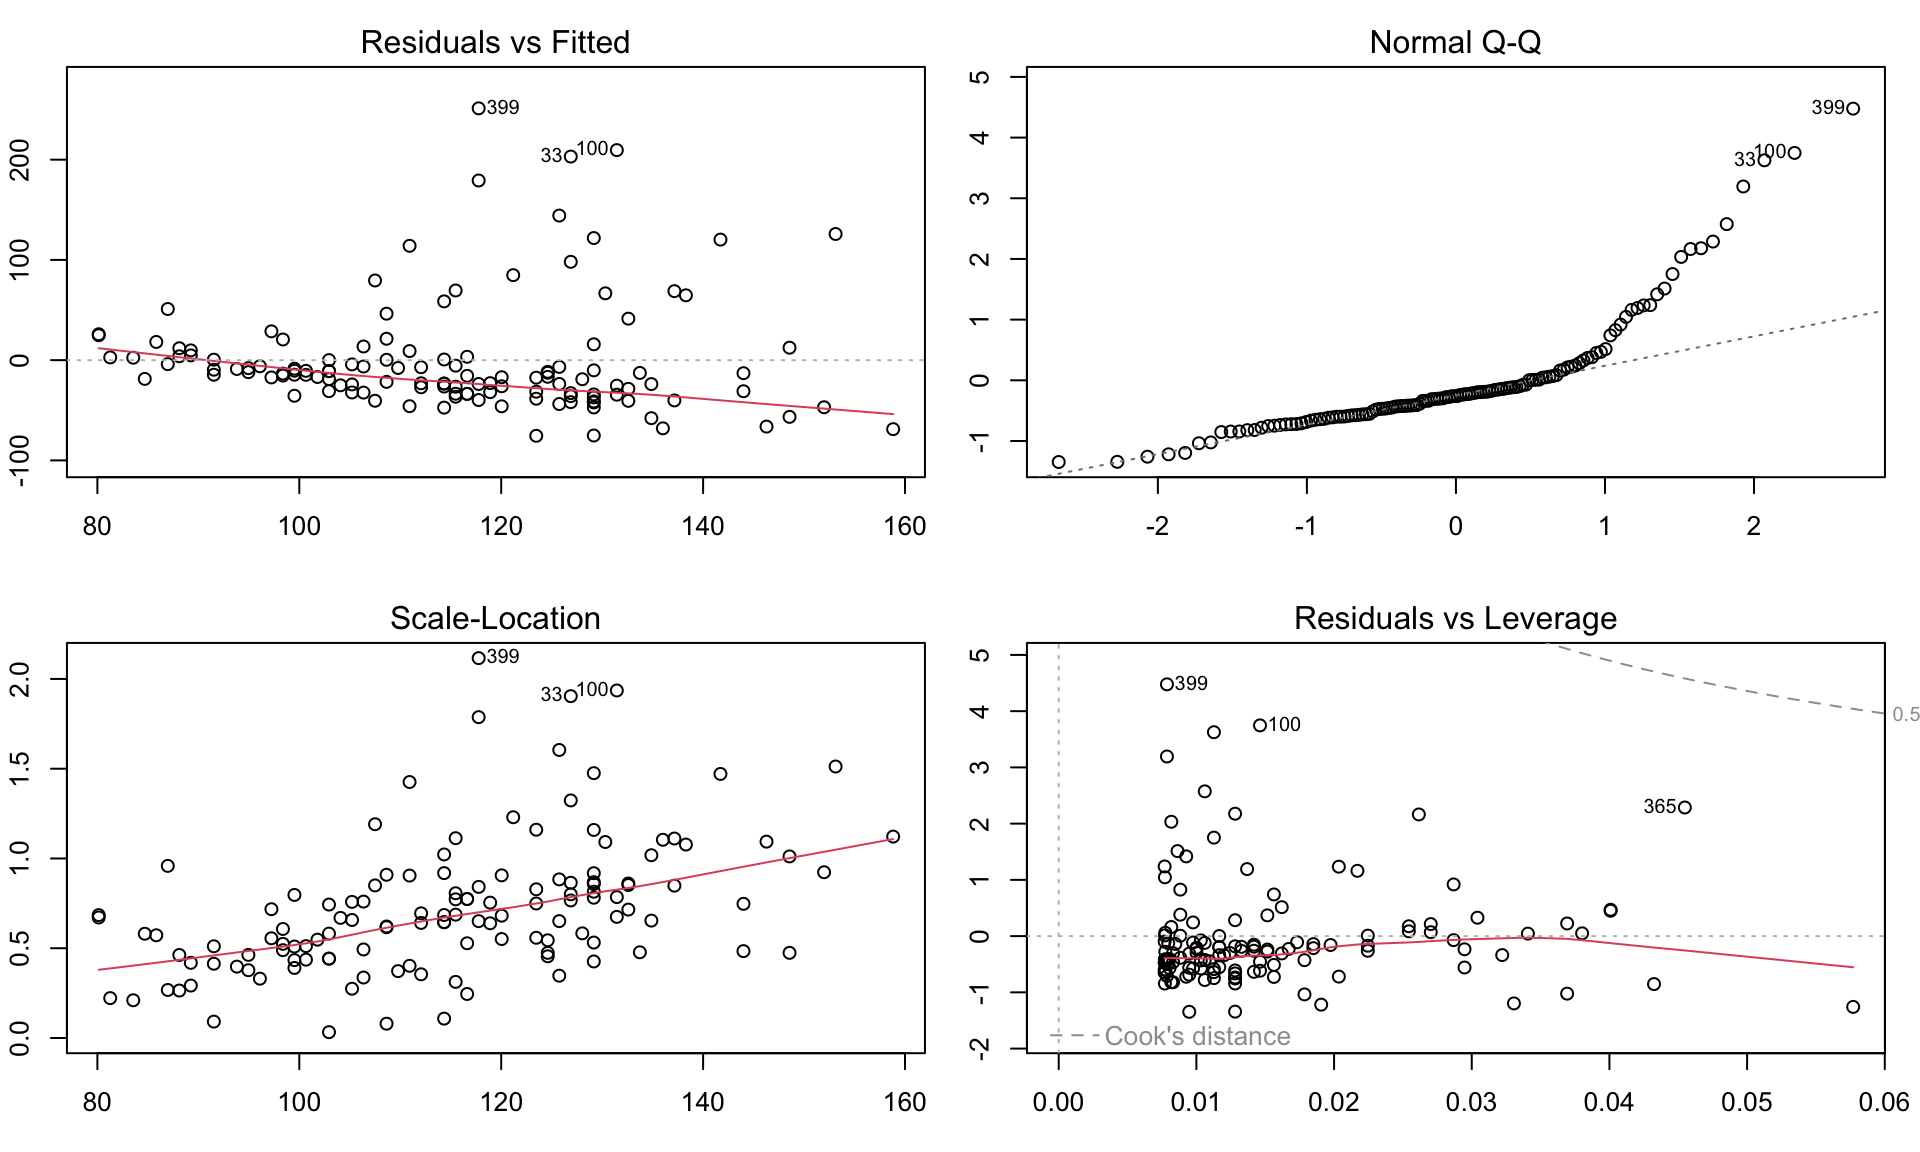 Residuals vs Fitted
-100 0 100 200
399
33 100
80 100 120 140 160
Normal Q-Q
-1 0 1 2 3 4 5
399
33 100
-2 -1 0 1 2
Scale-Location
0.0 0.5 1.0 1.5 2.0
399
33 100
80 100 120 140 160
Residuals vs Leverage
-2 -1 0 1 2 3 4 5
399
100
0.5
365
Cook's distance
0.00 0.01 0.02 0.03 0.04 0.05 0.06